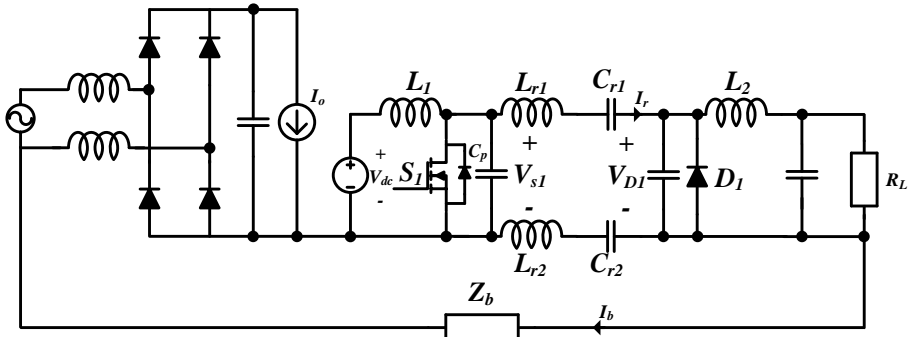 L1
Lr1
Cr1
Ir
L2
Io
+
Vdc
-
S1
Cp
+
Vs1
-
+
VD1
-
D1
RL
Lr2
Cr2
Zb
Ib